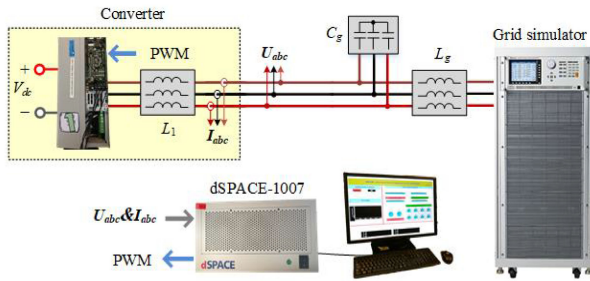 Converter
PWM
+
V_dc
−
L_1
I_abc
U_abc
C_g
L_g
Grid simulator
dSPACE-1007
U_abc&I_abc
PWM
dSPACE